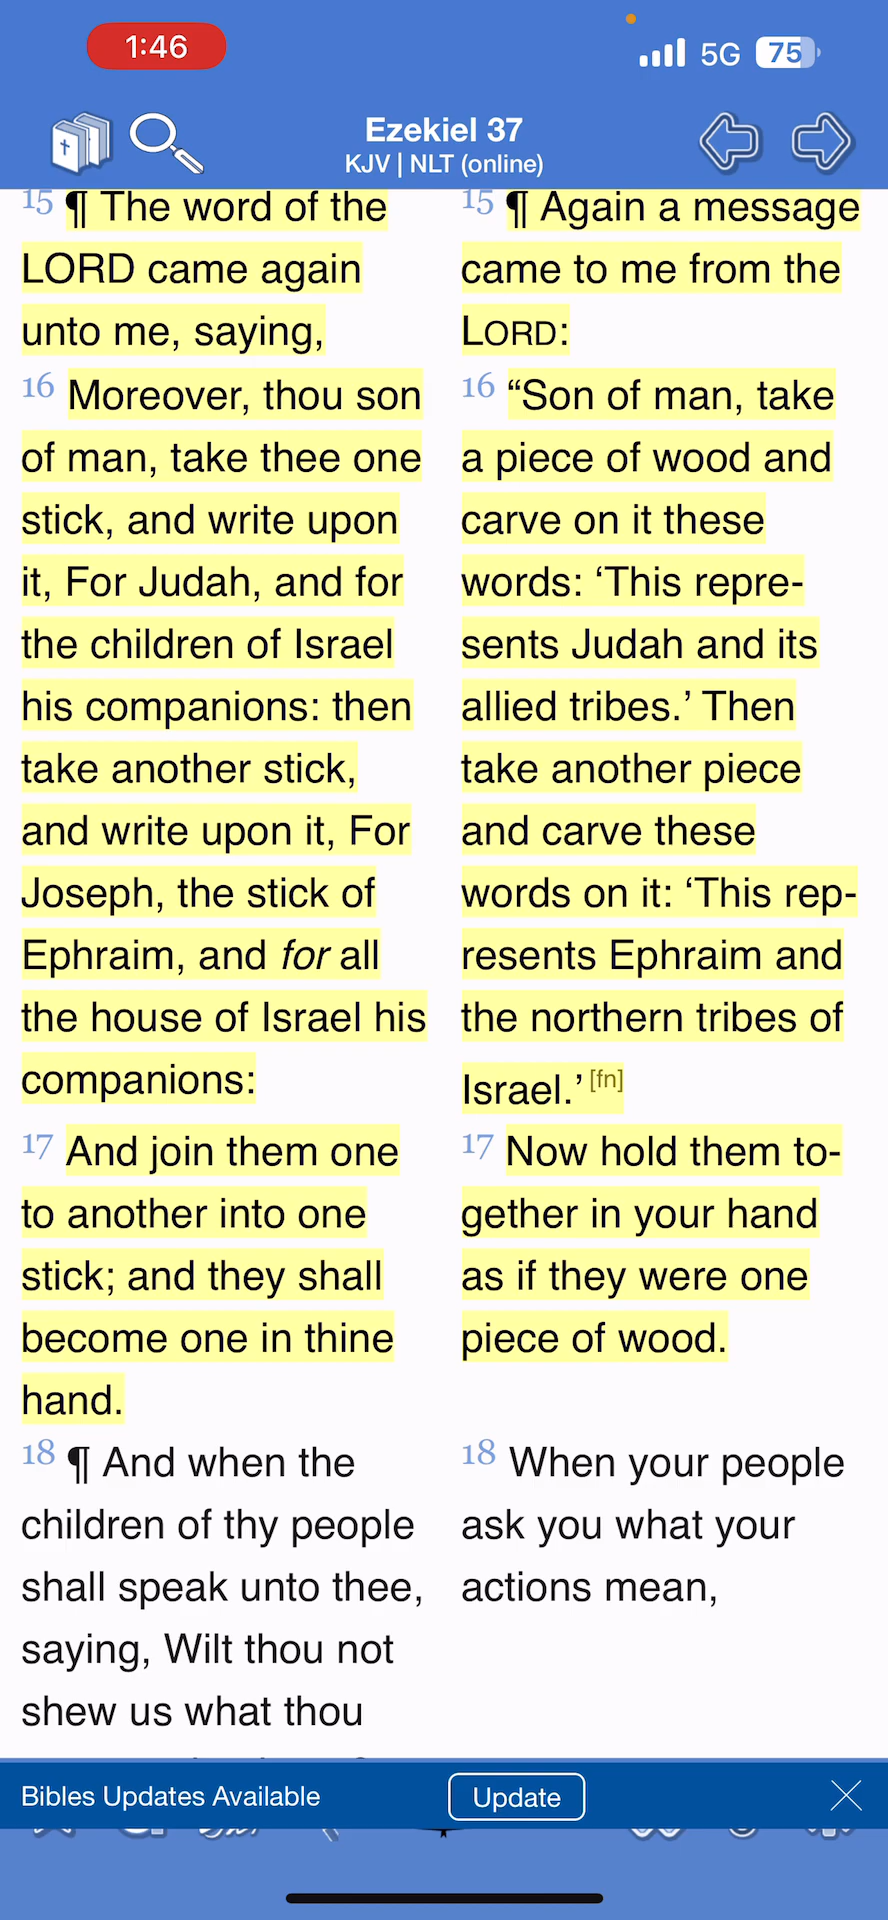 1:46
5G 75
Ezekiel 37
KJV | NLT (online)
15 ¶ The word of the
LORD came again
unto me, saying,
16 Moreover, thou son
of man, take thee one
stick, and write upon
it, For Judah, and for
the children of Israel
his companions: then
take another stick,
and write upon it, For
Joseph, the stick of
Ephraim, and for all
the house of Israel his
companions:
17 And join them one
to another into one
stick; and they shall
become one in thine
hand.
18 ¶ And when the
children of thy people
shall speak unto thee,
saying, Wilt thou not
shew us what thou
15 ¶ Again a message
came to me from the
LORD:
16 “Son of man, take
a piece of wood and
carve on it these
words: ‘This repre-
sents Judah and its
allied tribes.’ Then
take another piece
and carve these
words on it: ‘This rep-
resents Ephraim and
the northern tribes of
Israel.’ [fn]
17 Now hold them to-
gether in your hand
as if they were one
piece of wood.
18 When your people
ask you what your
actions mean,
Bibles Updates Available
Update